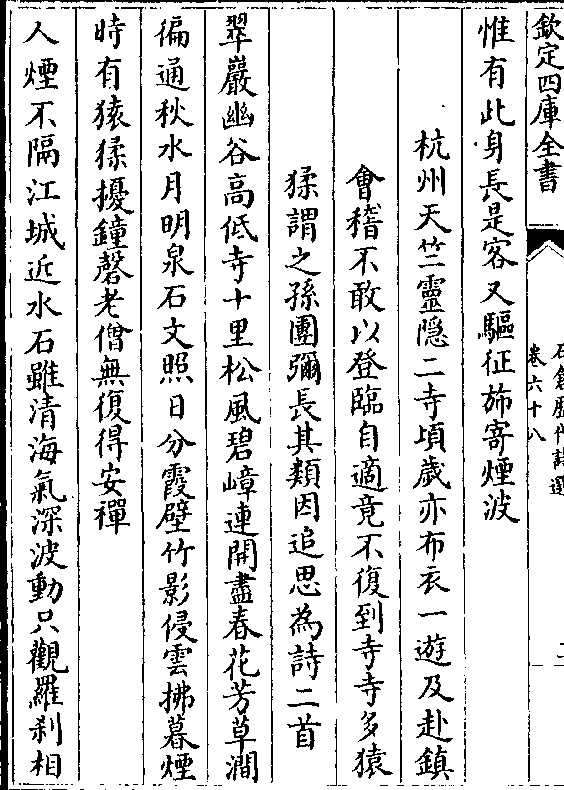 欽定四庫全書
石倉歷代詩選
卷六十八
惟有此身長是客又驅征斾寄煙波
杭州天竺靈隠二寺頃歲亦布衣一遊及赴鎮
會稽不敢以登臨自適竟不復到寺寺多猿
猱謂之孫團彌長其類因追思為詩二首
翠巖幽谷高低寺十里松風碧嶂連開盡春花芳草澗
徧通秋水月明泉石文照日分霞壁竹影侵雲拂暮煙
時有猿猱擾鐘磬老僧無復得安禪
人煙不隔江城近水石雖清海氣深波動只觀羅刹相